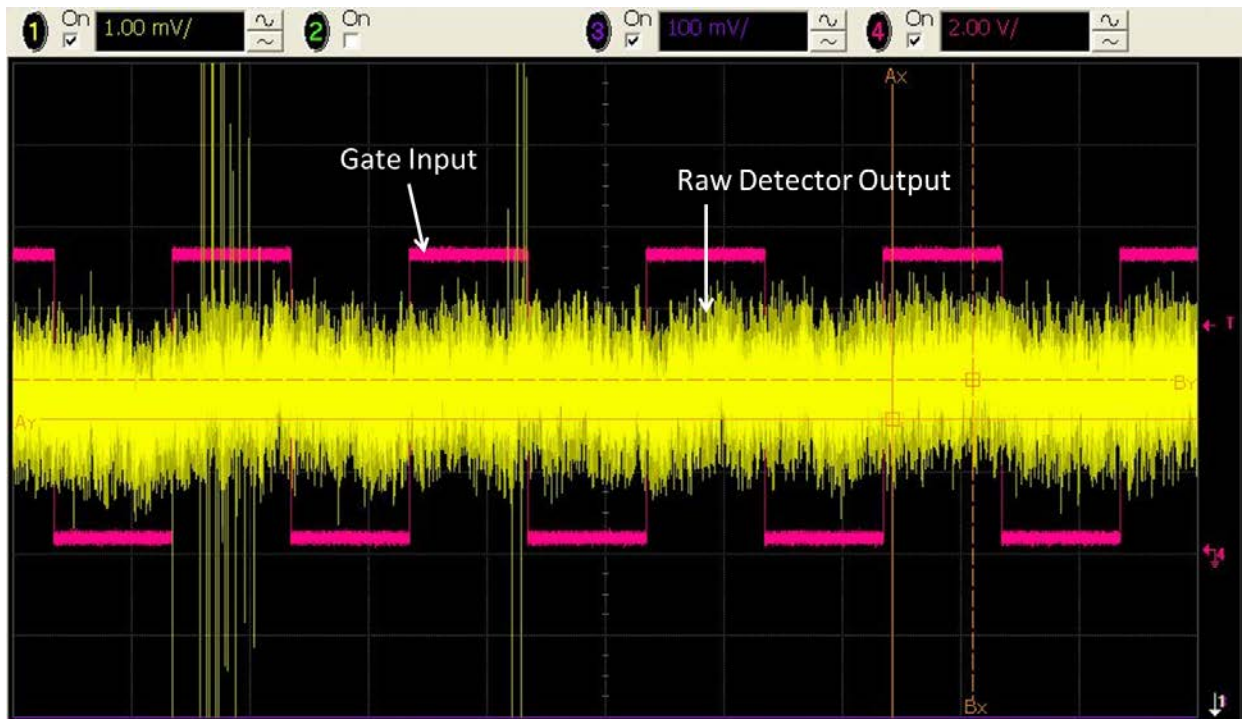 1 On 1.00 mV/ 2 On 3 On 100 mV/ 4 On 2.00 V/
Ax
Gate Input
Raw Detector Output
T
By
Ay
4
Bx
1